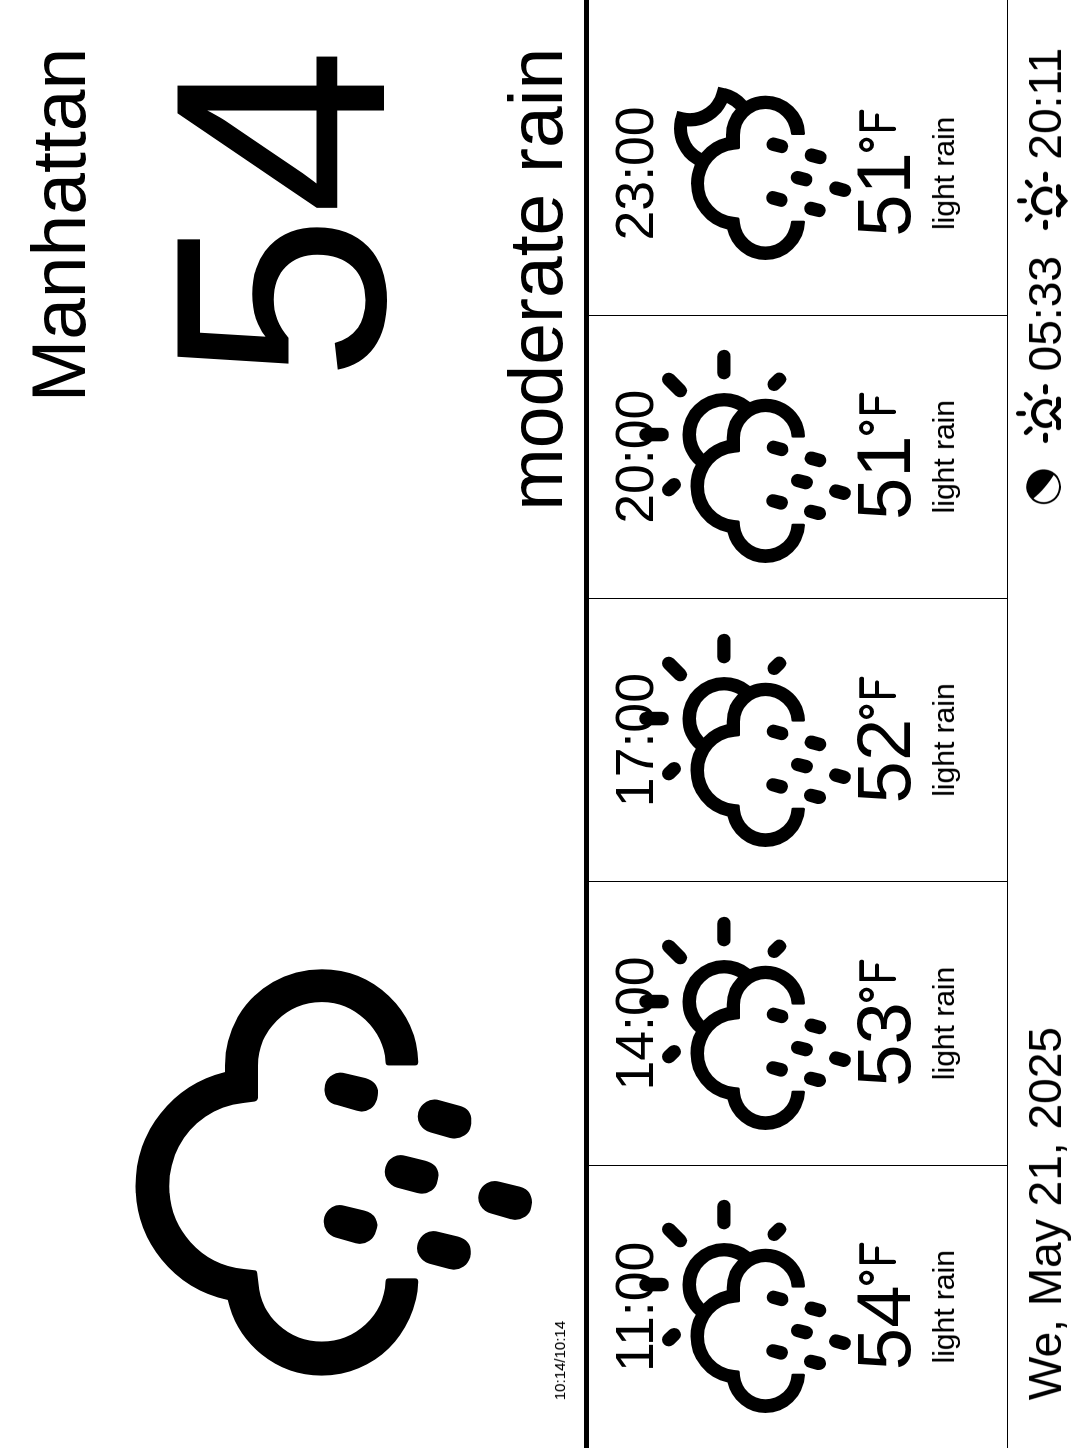 Manhattan
54
moderate rain
10:14/10:14
11:00 14:00 17:00 20:00 23:00
54°F 53°F 52°F 51°F 51°F
light rain light rain light rain light rain light rain
We, May 21, 2025 05:33 20:11